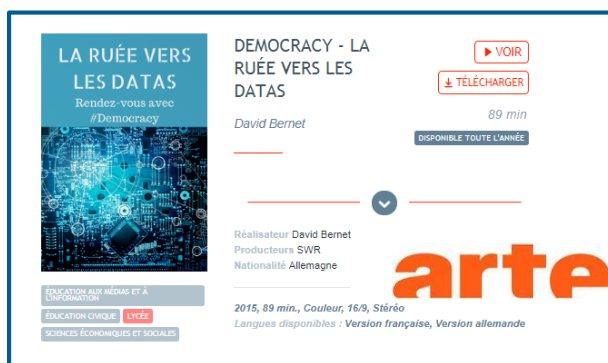 LA RUÉE VERS
LES DATAS
Rendez-vous avec
#Democracy
ÉDUCATION AUX MÉDIAS ET À
L'INFORMATION
ÉDUCATION CIVIQUE LYCÉE
SCIENCES ÉCONOMIQUES ET SOCIALES
DEMOCRACY - LA
RUÉE VERS LES
DATAS
David Bernet
VOIR
TÉLÉCHARGER
89 min
DISPONIBLE TOUTE L'ANNÉE
Réalisateur David Bernet
Producteurs SWR
Nationalité Allemagne
arte
2015, 89 min., Couleur, 16/9, Stéréo
Langues disponibles : Version française, Version allemande